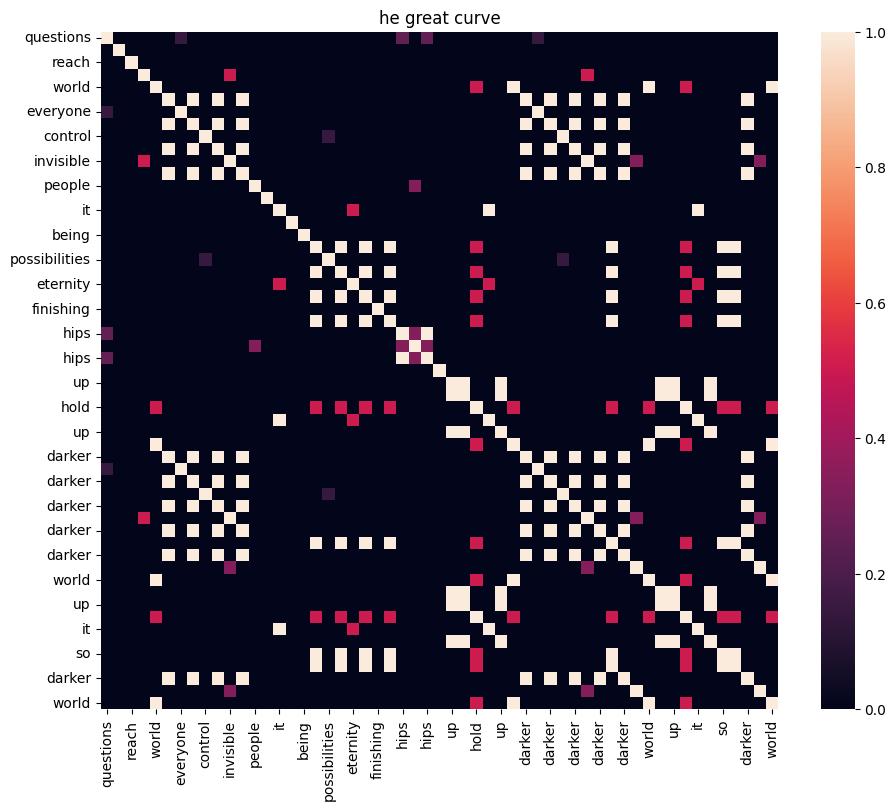 he great curve
questions
reach
world
everyone
control
invisible
people
it
being
possibilities
eternity
finishing
hips
hips
up
hold
up
darker
darker
darker
darker
darker
world
up
it
so
darker
world
questions
reach
world
everyone
control
invisible
people
it
being
possibilities
eternity
finishing
hips
hips
up
hold
up
darker
darker
darker
darker
darker
world
up
it
so
darker
world
1.0
0.8
0.6
0.4
0.2
0.0